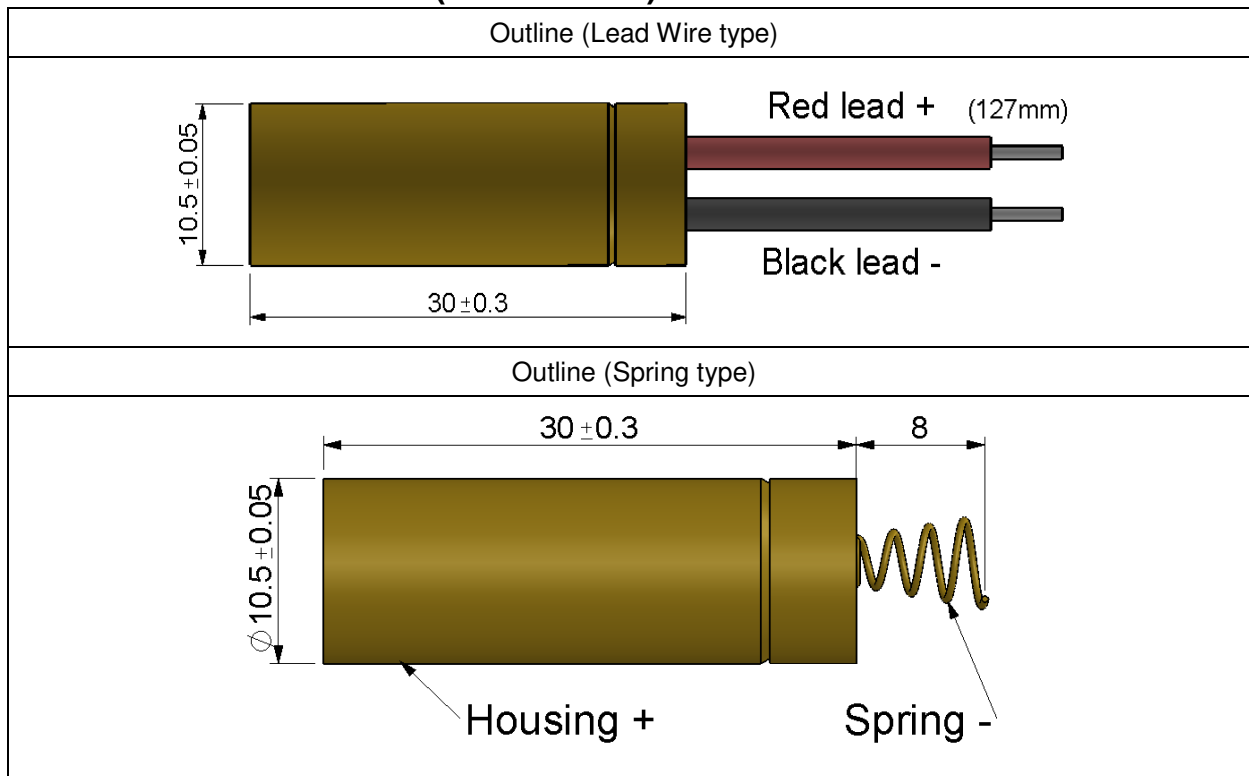 Outline (Lead Wire type)
Red lead + (127mm)
10.5±0.05
Black lead -
30±0.3
Outline (Spring type)
30±0.3 8
∅10.5±0.05
Housing + Spring -